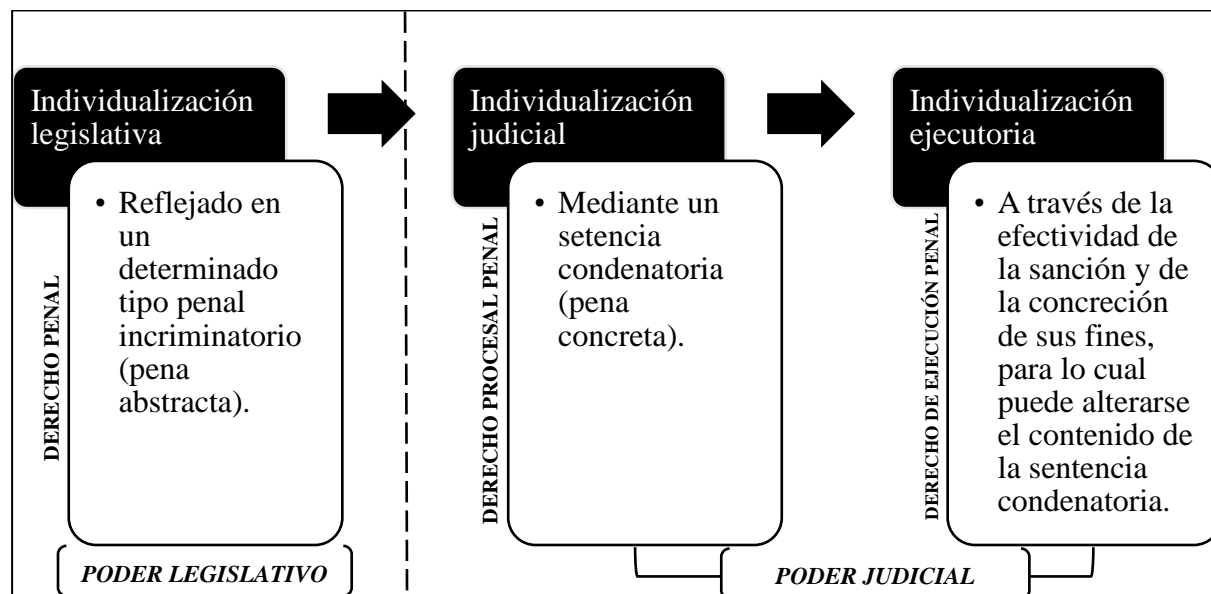 Individualización
legislativa
DERECHO PENAL
• Reflejado en
un
determinado
tipo penal
incriminatorio
(pena
abstracta).
PODER LEGISLATIVO
Individualización
judicial
DERECHO PROCESAL PENAL
• Mediante un
setencia
condenatoria
(pena
concreta).
Individualización
ejecutoria
DERECHO DE EJECUCIÓN PENAL
• A través de la
efectividad de
la sanción y de
la concreción
de sus fines,
para lo cual
puede alterarse
el contenido de
la sentencia
condenatoria.
PODER JUDICIAL